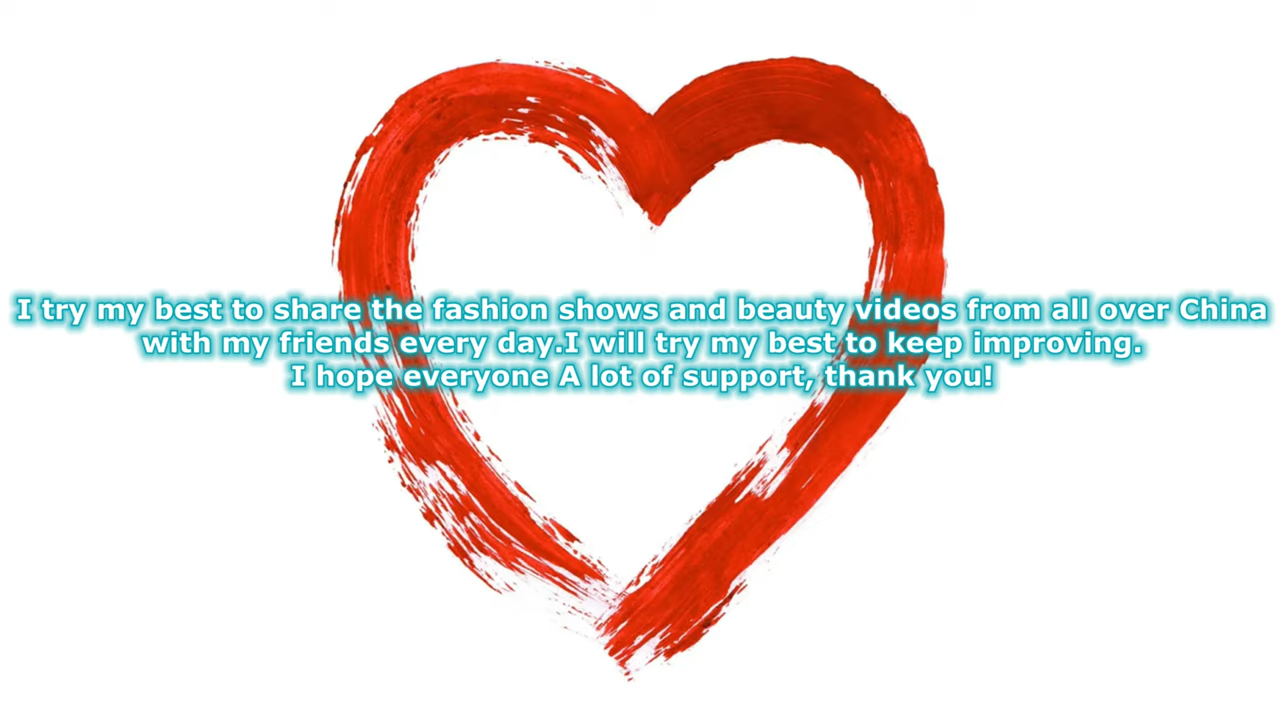 I try my best to share the fashion shows and beauty videos from all over China
with my friends every day.I will try my best to keep improving.
I hope everyone A lot of support, thank you!